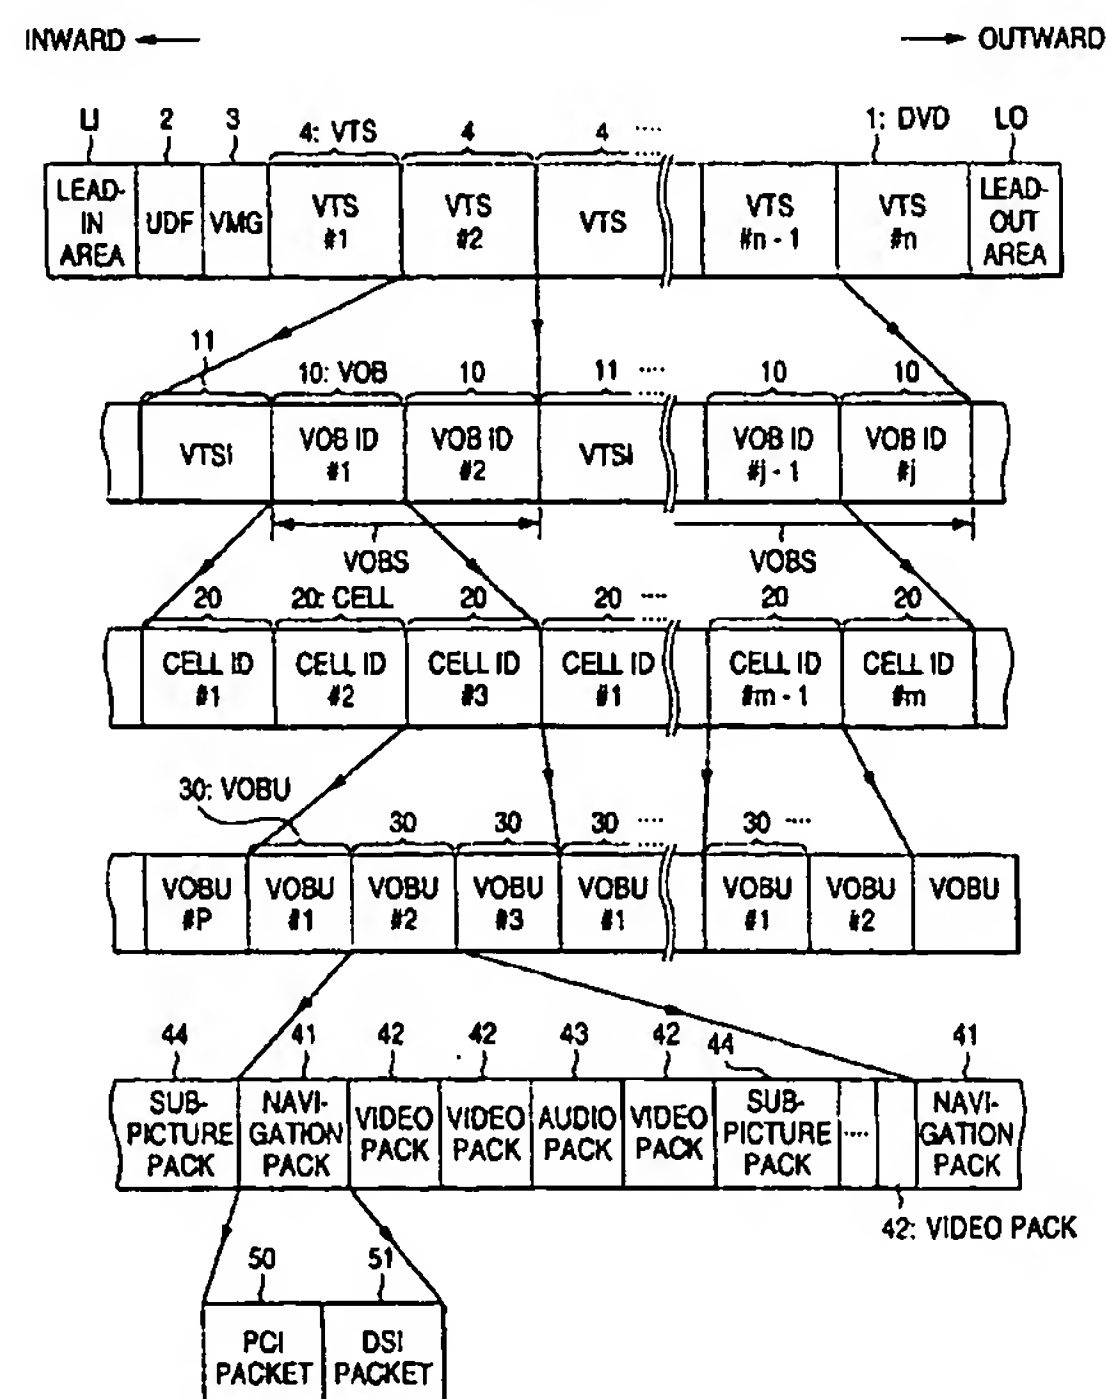 INWARD OUTWARD
LI 2 3 4: VTS 4 4 .... 1: DVD LO
LEAD-IN AREA UDF VMG VTS #1 VTS #2 VTS VTS #n - 1 VTS #n LEAD-OUT AREA
11 10: VOB 10 11 .... 10 10
VTSI VOB ID #1 VOB ID #2 VTSI VOB ID #j - 1 VOB ID #j
VOBS VOBS
20 20: CELL 20 20 .... 20 20
CELL ID #1 CELL ID #2 CELL ID #3 CELL ID #1 CELL ID #m - 1 CELL ID #m
30: VOBU 30 30 30 .... 30 ....
VOBU #P VOBU #1 VOBU #2 VOBU #3 VOBU #1 VOBU #1 VOBU #2 VOBU
44 41 42 42 43 42 44 41
SUB-PICTURE PACK NAVI-GATION PACK VIDEO PACK VIDEO PACK AUDIO PACK VIDEO PACK SUB-PICTURE PACK .... NAVI-GATION PACK
42: VIDEO PACK
50 51
PCI PACKET DSI PACKET